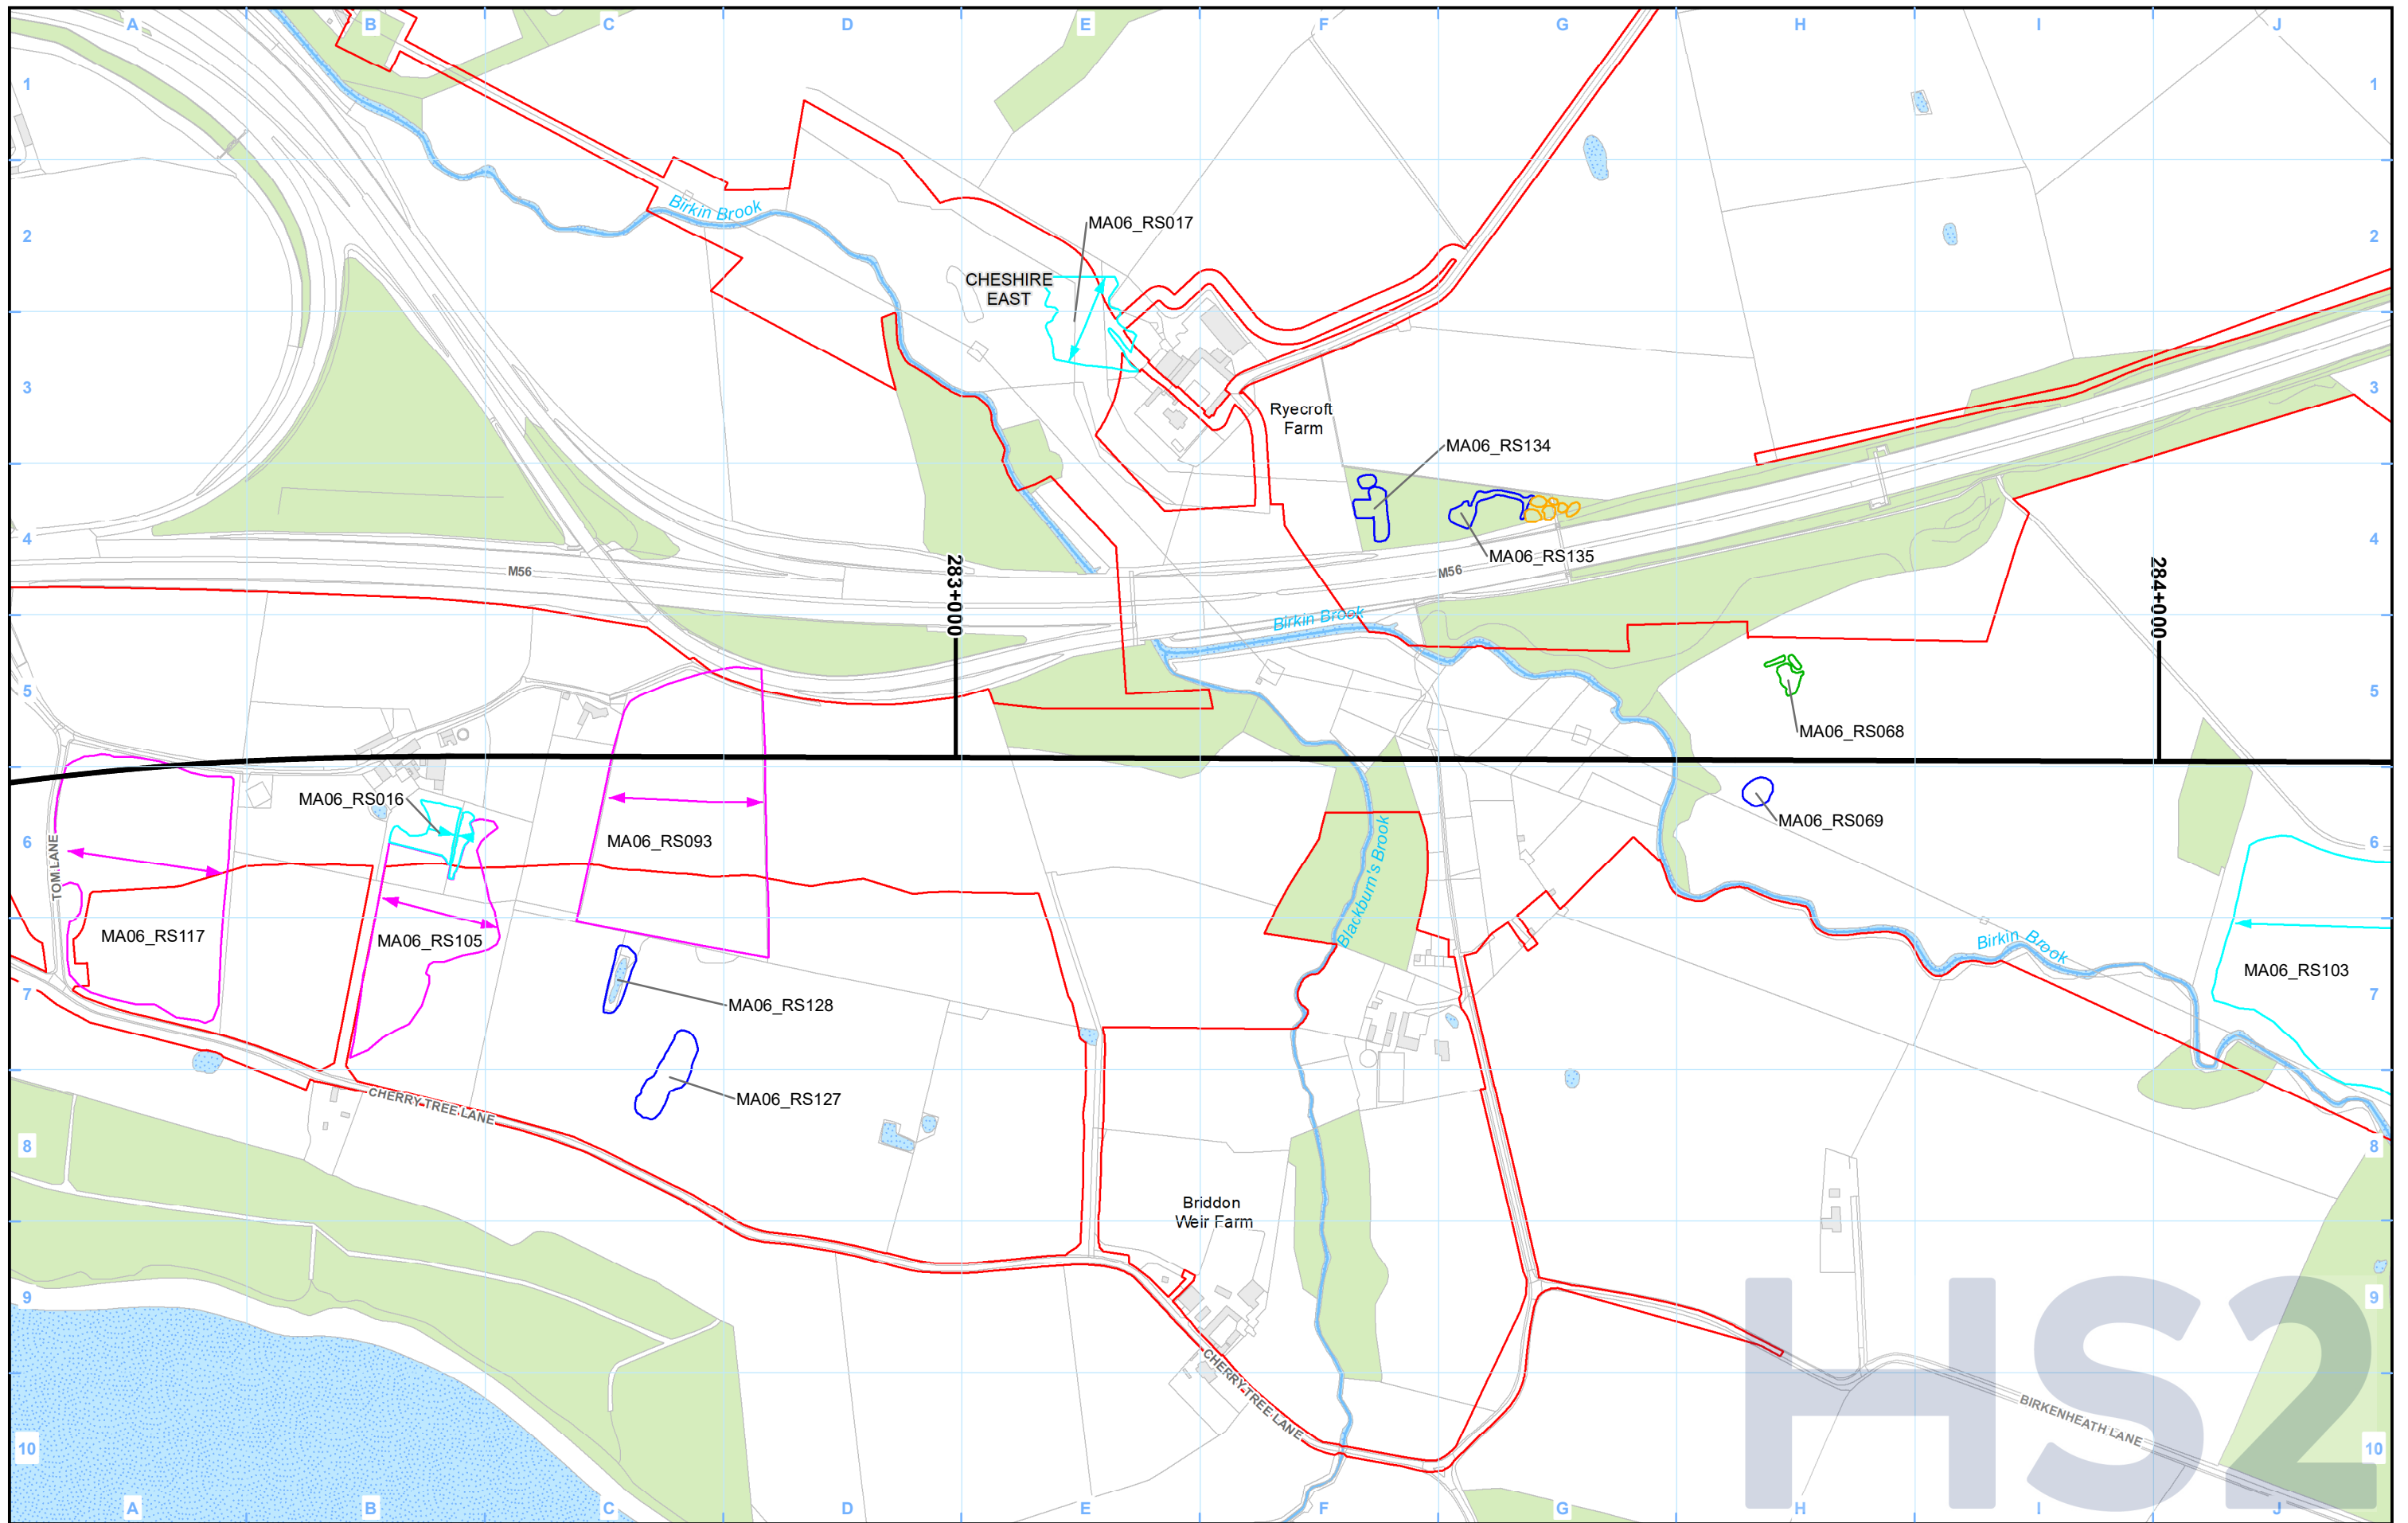 A B C D E F G H I J
1 1
Birkin Brook
MA06_RS017
2 2
CHESHIRE
EAST
3 3
Ryecroft
Farm
MA06_RS134
4 4
MA06_RS135
M56
M56
283+000
284+000
Birkin Brook
5 5
MA06_RS068
MA06_RS016
MA06_RS093
MA06_RS069
6 6
TOM LANE
Blackburn's Brook
MA06_RS117
MA06_RS105
Birkin Brook
MA06_RS103
7 7
MA06_RS128
MA06_RS127
CHERRY TREE LANE
8 8
Briddon
Weir Farm
9 9
CHERRY TREE LANE
HS2
BIRKENHEATH LANE
10 10
A B C D E F G H I J